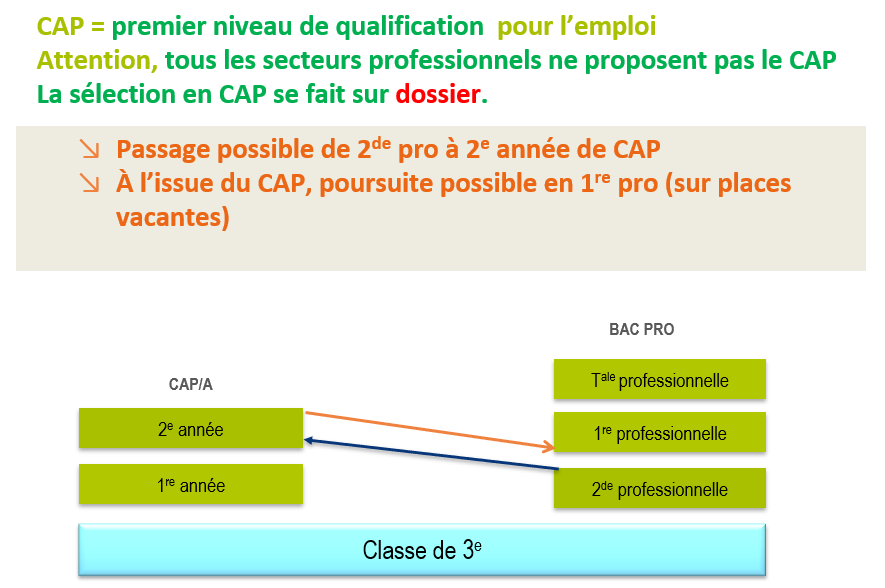 CAP = premier niveau de qualification pour l’emploi
Attention, tous les secteurs professionnels ne proposent pas le CAP
La sélection en CAP se fait sur dossier.
Passage possible de 2de pro à 2e année de CAP
À l’issue du CAP, poursuite possible en 1re pro (sur places
vacantes)
BAC PRO
Tale professionnelle
CAP/A
2e année
1re professionnelle
1re année
2de professionnelle
Classe de 3e